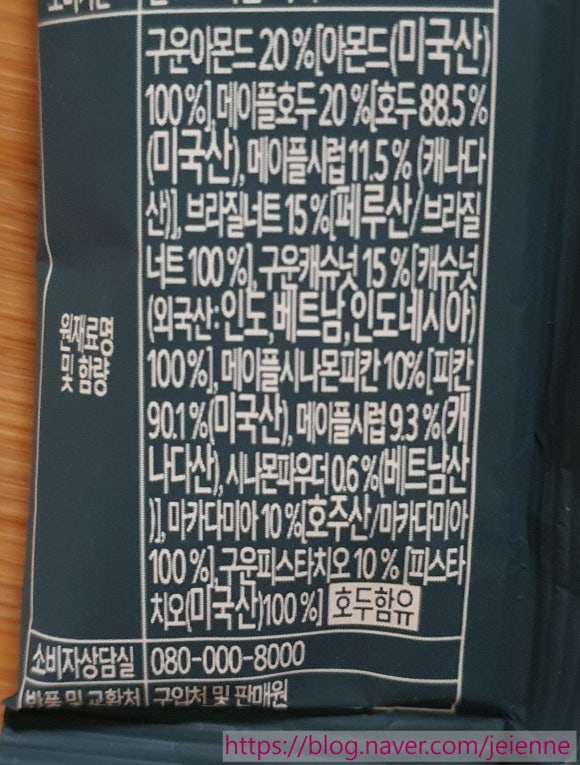 구운아몬드 20 %[아몬드(미국산)
100 %], 메이플호두 20 %[호두 88.5 %
(미국산), 메이플시럽 11.5 % (캐나다
산)], 브라질너트 15 %[페루산/브라질
너트 100 %], 구운캐슈넛 15 % [캐슈넛
(외국산:인도,베트남,인도네시아)
원재료명
및 함량
100 %], 메이플시나몬피칸 10% [피칸
90.1 %(미국산), 메이플시럽 9.3 % (캐
나다산), 시나몬파우더 0.6 %(베트남산
)], 마카다미아 10 %[호주산/마카다미아
100 %], 구운피스타치오 10 % [피스타
치오(미국산)100 %] 호두함유
소비자상담실 080-000-8000
반품 및 교환처 구입처 및 판매원
https://blog.naver.com/jeienne